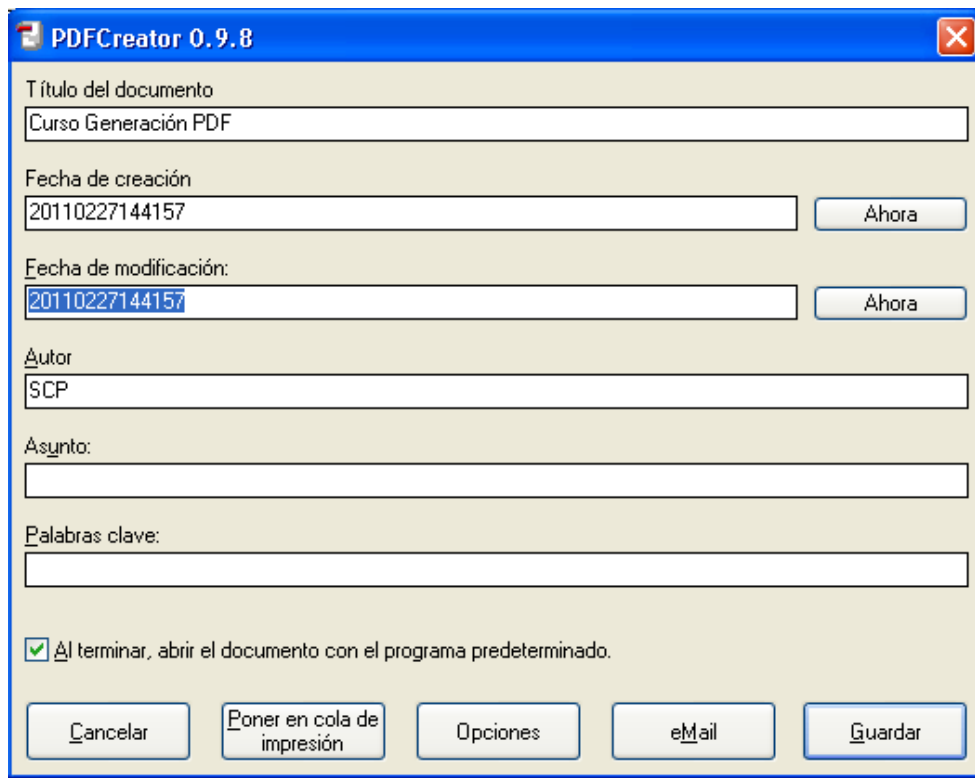 PDFCreator 0.9.8
Título del documento
Curso Generación PDF
Fecha de creación
20110227144157
Ahora
Fecha de modificación:
20110227144157
Ahora
Autor
SCP
Asunto:
Palabras clave:
Al terminar, abrir el documento con el programa predeterminado.
Cancelar
Poner en cola de
impresión
Opciones
eMail
Guardar